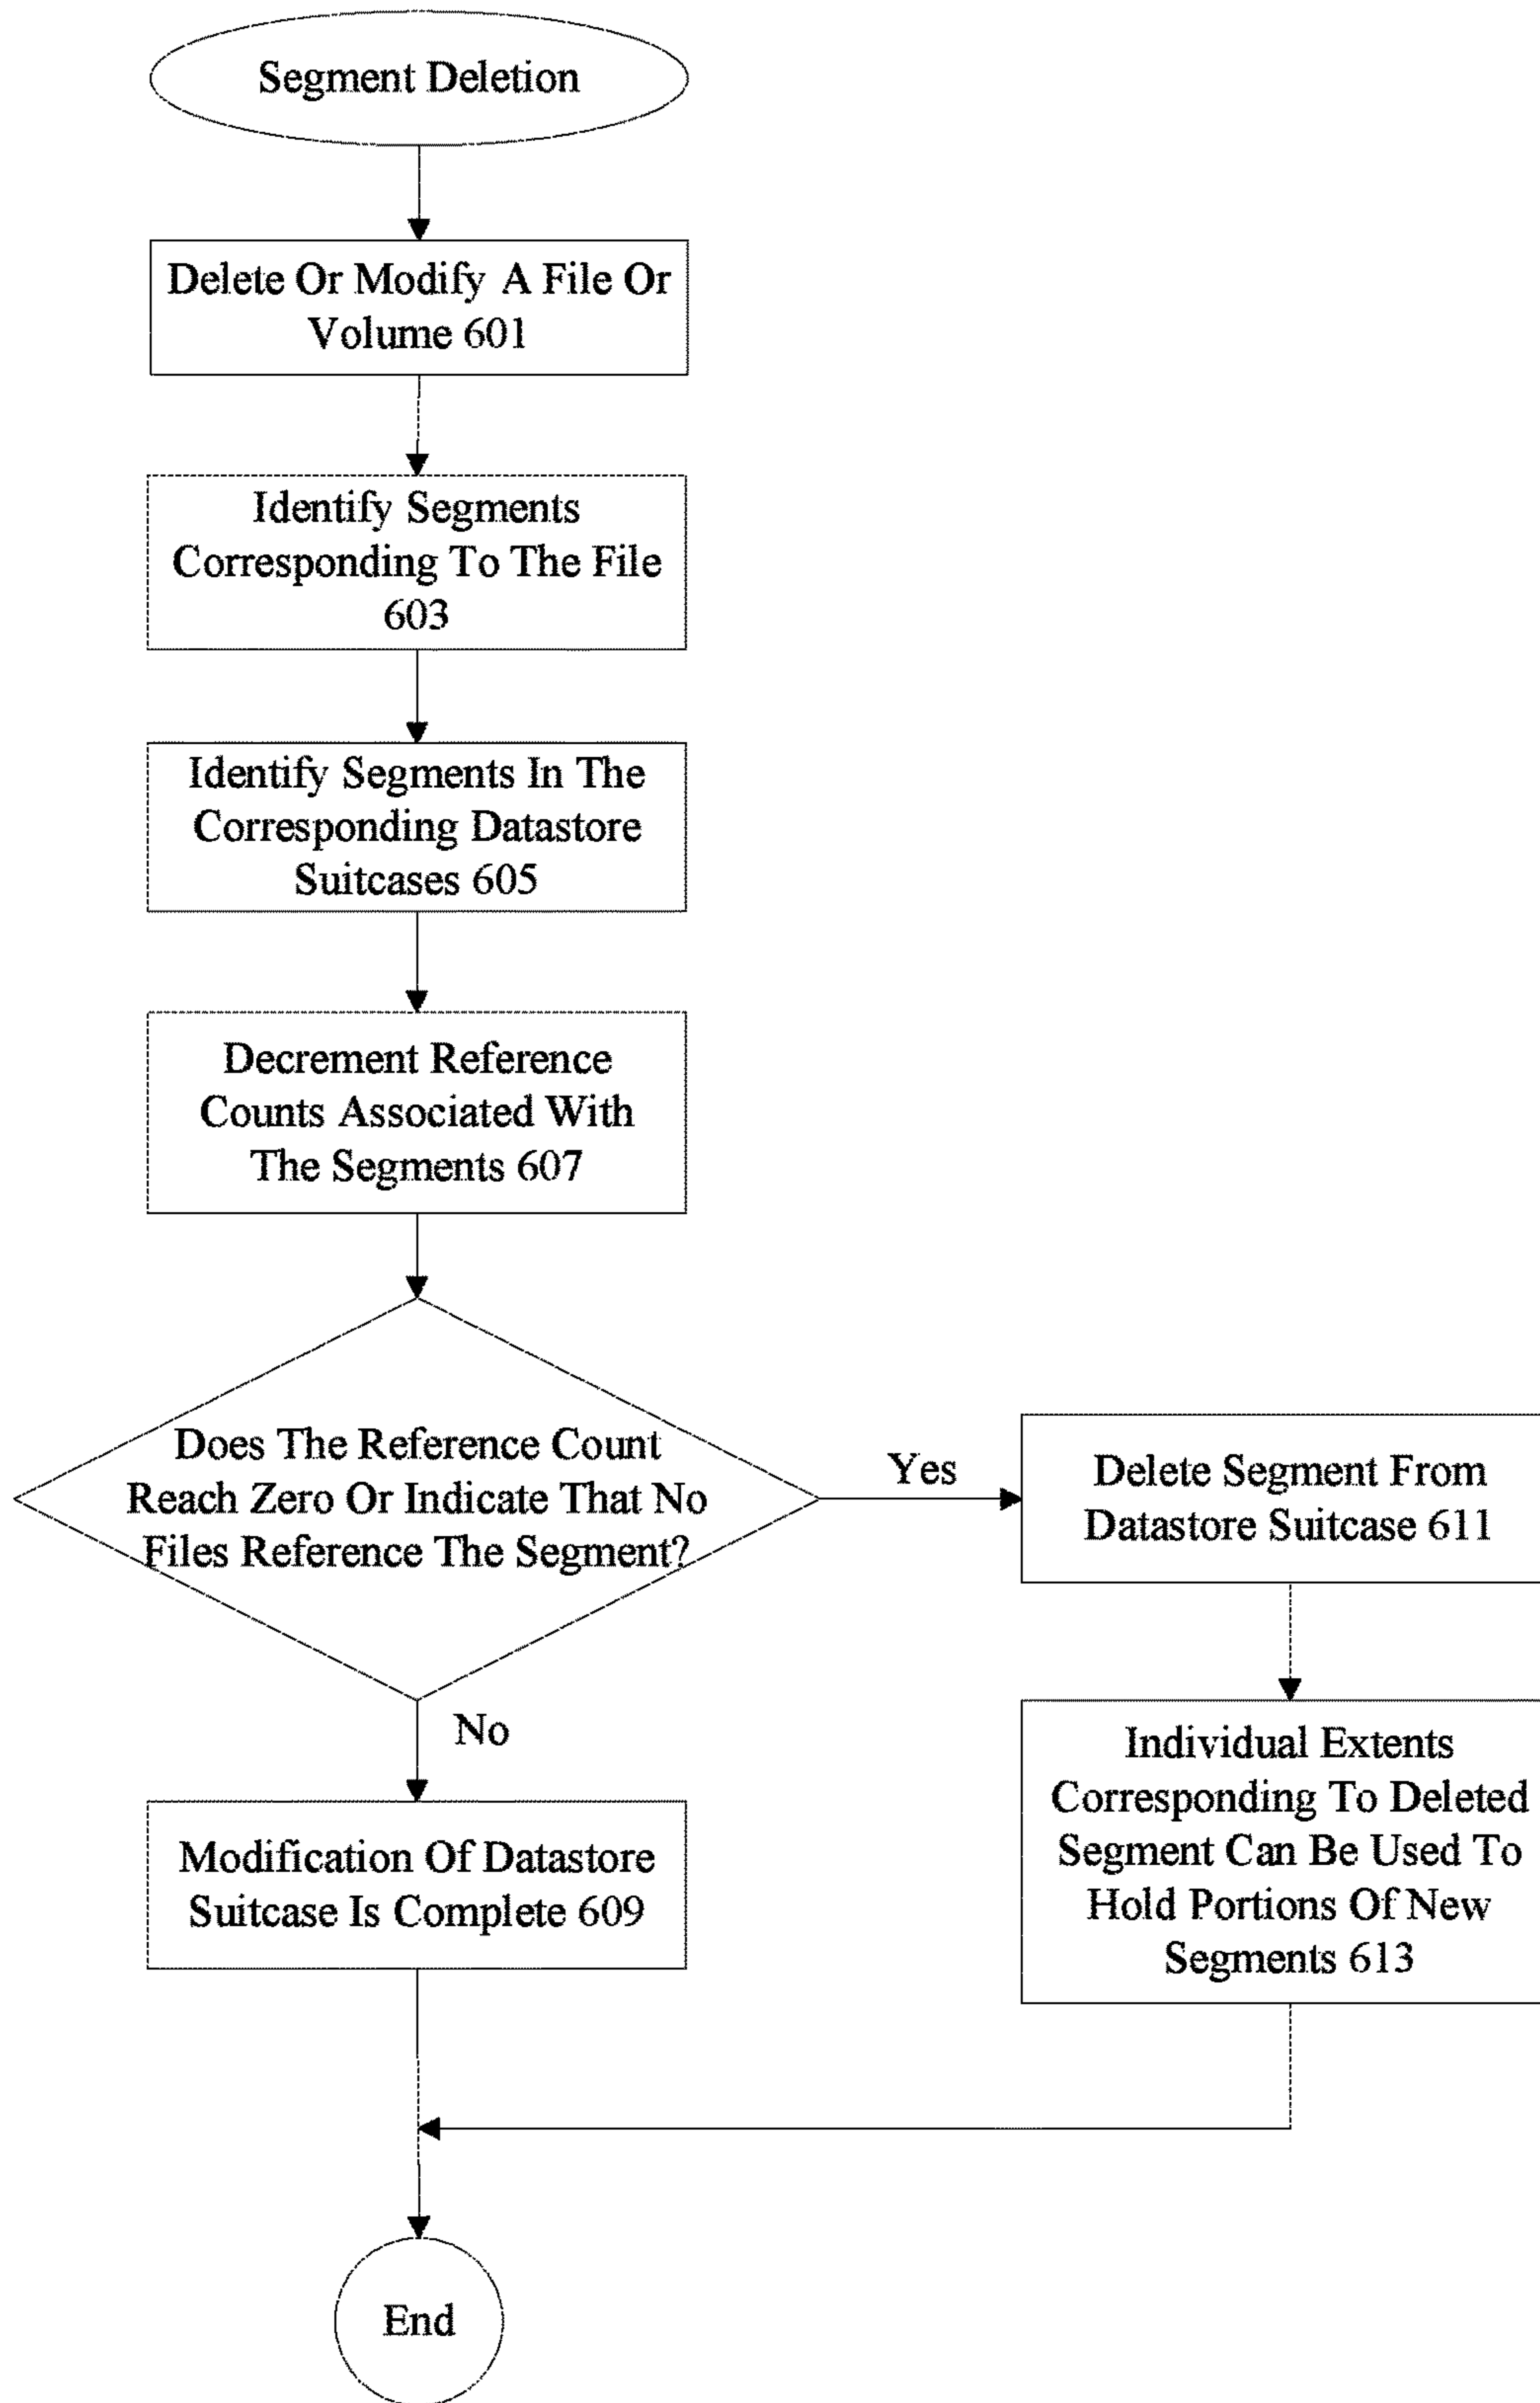 Segment Deletion
Delete Or Modify A File Or
Volume 601
Identify Segments
Corresponding To The File
603
Identify Segments In The
Corresponding Datastore
Suitcases 605
Decrement Reference
Counts Associated With
The Segments 607
Does The Reference Count
Reach Zero Or Indicate That No
Files Reference The Segment?
Yes
Delete Segment From
Datastore Suitcase 611
No
Individual Extents
Corresponding To Deleted
Segment Can Be Used To
Hold Portions Of New
Segments 613
Modification Of Datastore
Suitcase Is Complete 609
End